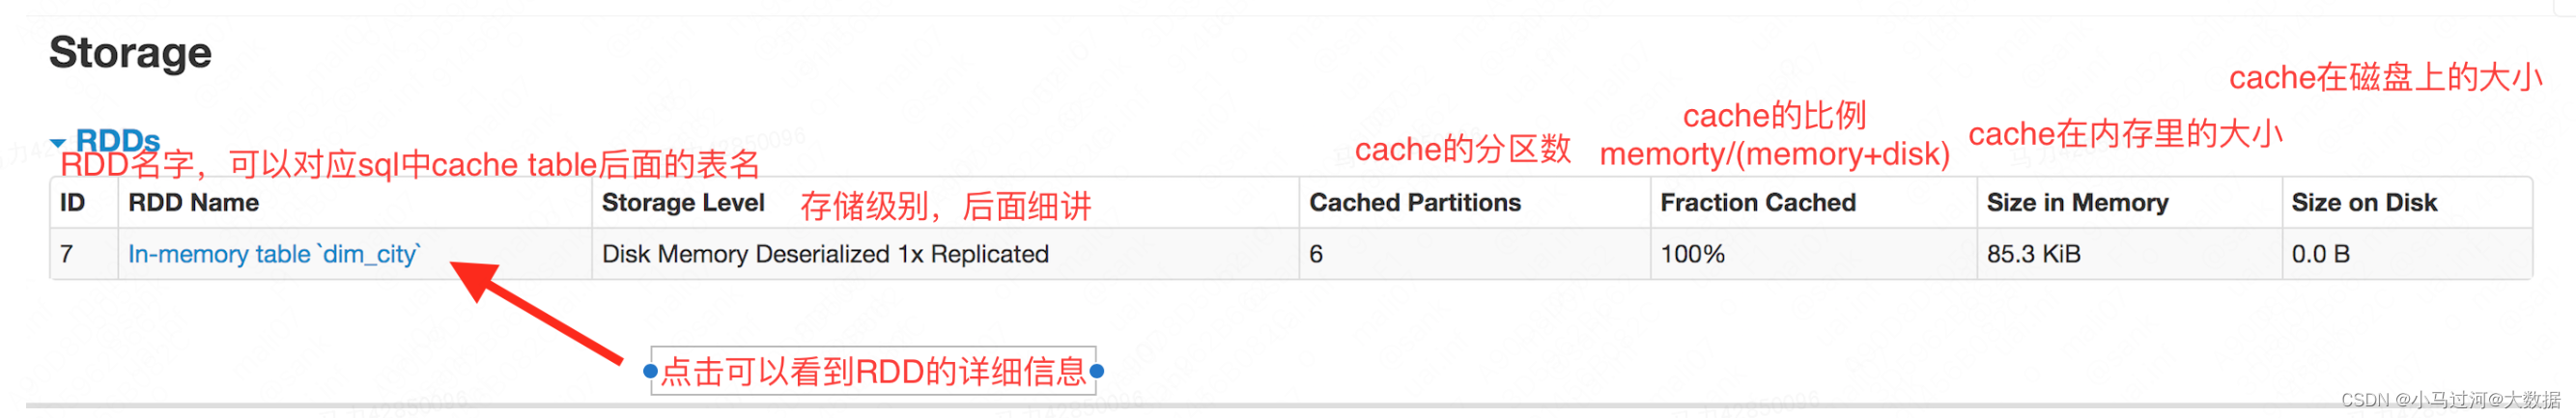 Storage
cache在磁盘上的大小
cache的比例
cache在内存里的大小
RDDs
cache的分区数
memorty/(memory+disk)
RDD名字，可以对应sql中cache table后面的表名
ID RDD Name Storage Level 存储级别，后面细讲 Cached Partitions Fraction Cached Size in Memory Size on Disk
7 In-memory table `dim_city` Disk Memory Deserialized 1x Replicated 6 100% 85.3 KiB 0.0 B
点击可以看到RDD的详细信息
CSDN @小马过河@大数据